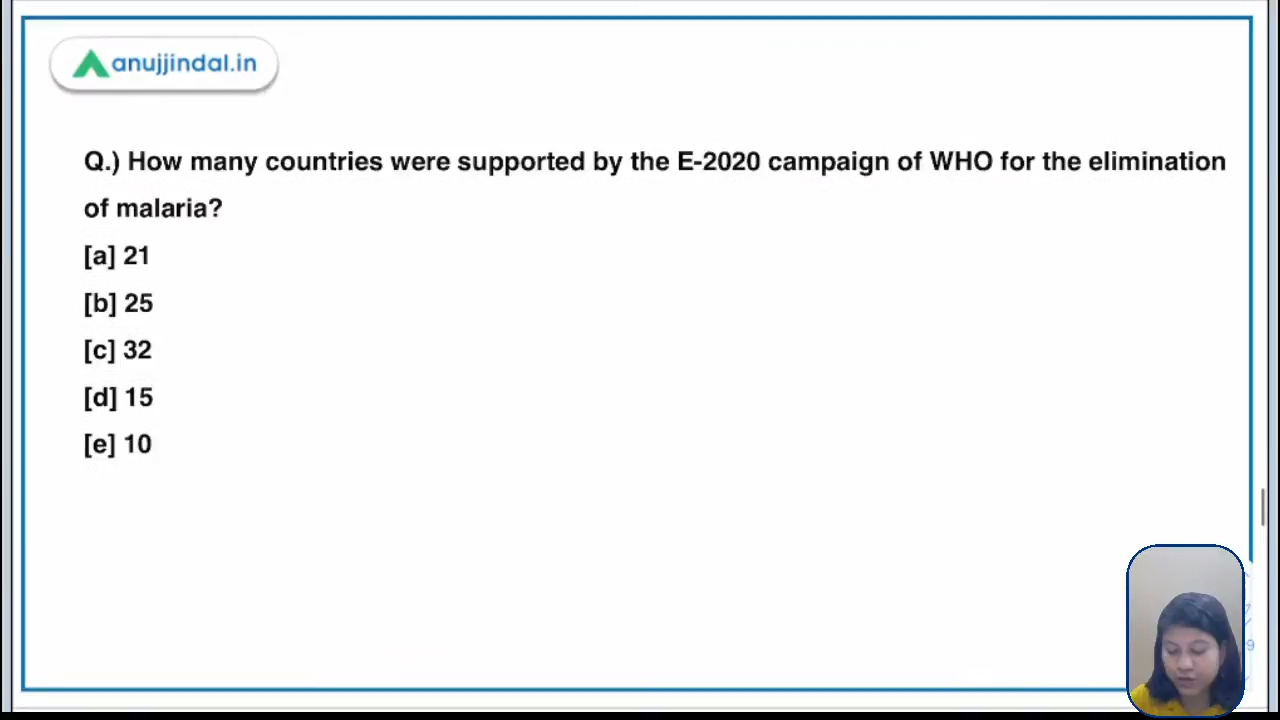 anujjindal.in
Q.) How many countries were supported by the E-2020 campaign of WHO for the elimination
of malaria?
[a] 21
[b] 25
[c] 32
[d] 15
[e] 10
9